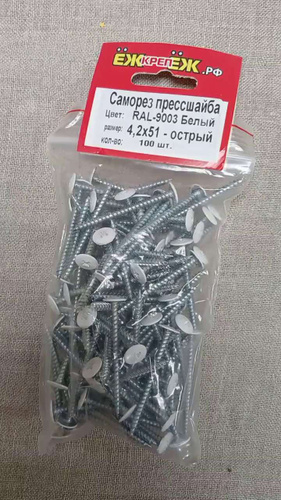 ЁЖКРЕПЁЖ.РФ
Саморез прессшайба
Цвет: RAL-9003 Белый
размер: 4,2х51 - острый
кол-во: 100 шт.